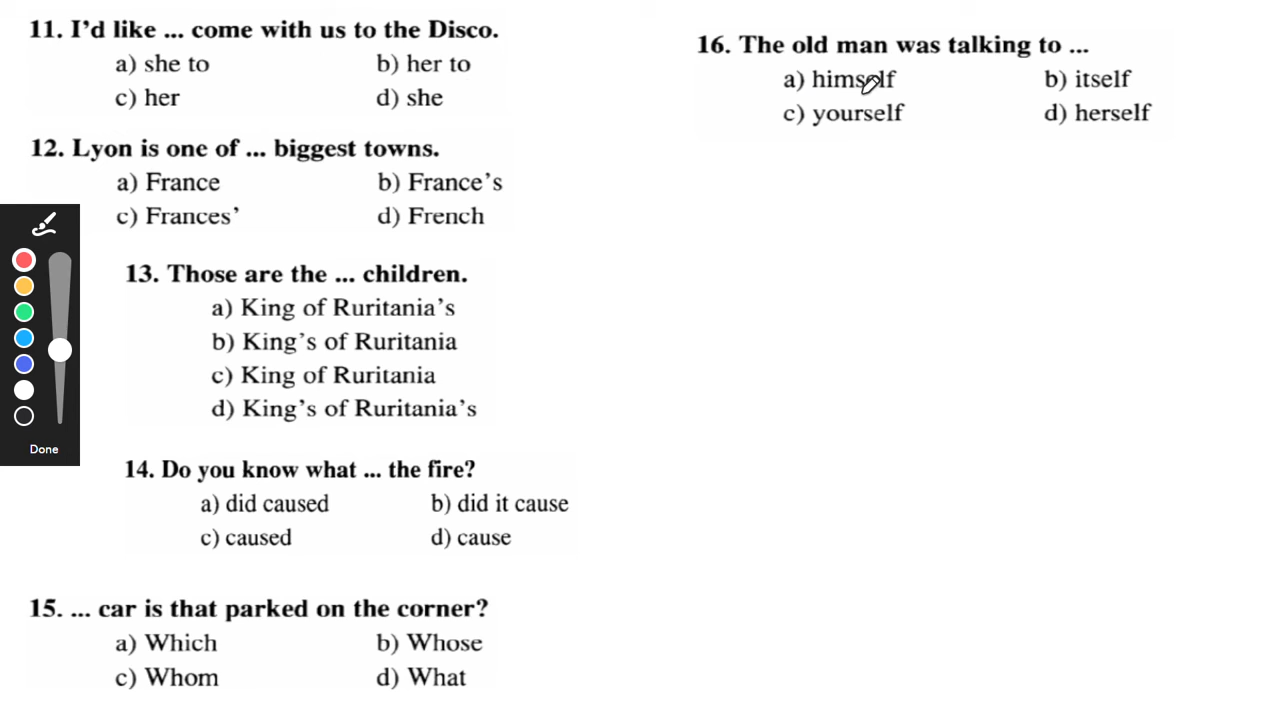 11. I’d like ... come with us to the Disco.
a) she to b) her to
c) her d) she
12. Lyon is one of ... biggest towns.
a) France b) France’s
c) Frances’ d) French
13. Those are the ... children.
a) King of Ruritania’s
b) King’s of Ruritania
c) King of Ruritania
d) King’s of Ruritania’s
14. Do you know what ... the fire?
a) did caused b) did it cause
c) caused d) cause
15. ... car is that parked on the corner?
a) Which b) Whose
c) Whom d) What
16. The old man was talking to ...
a) himself b) itself
c) yourself d) herself
Done